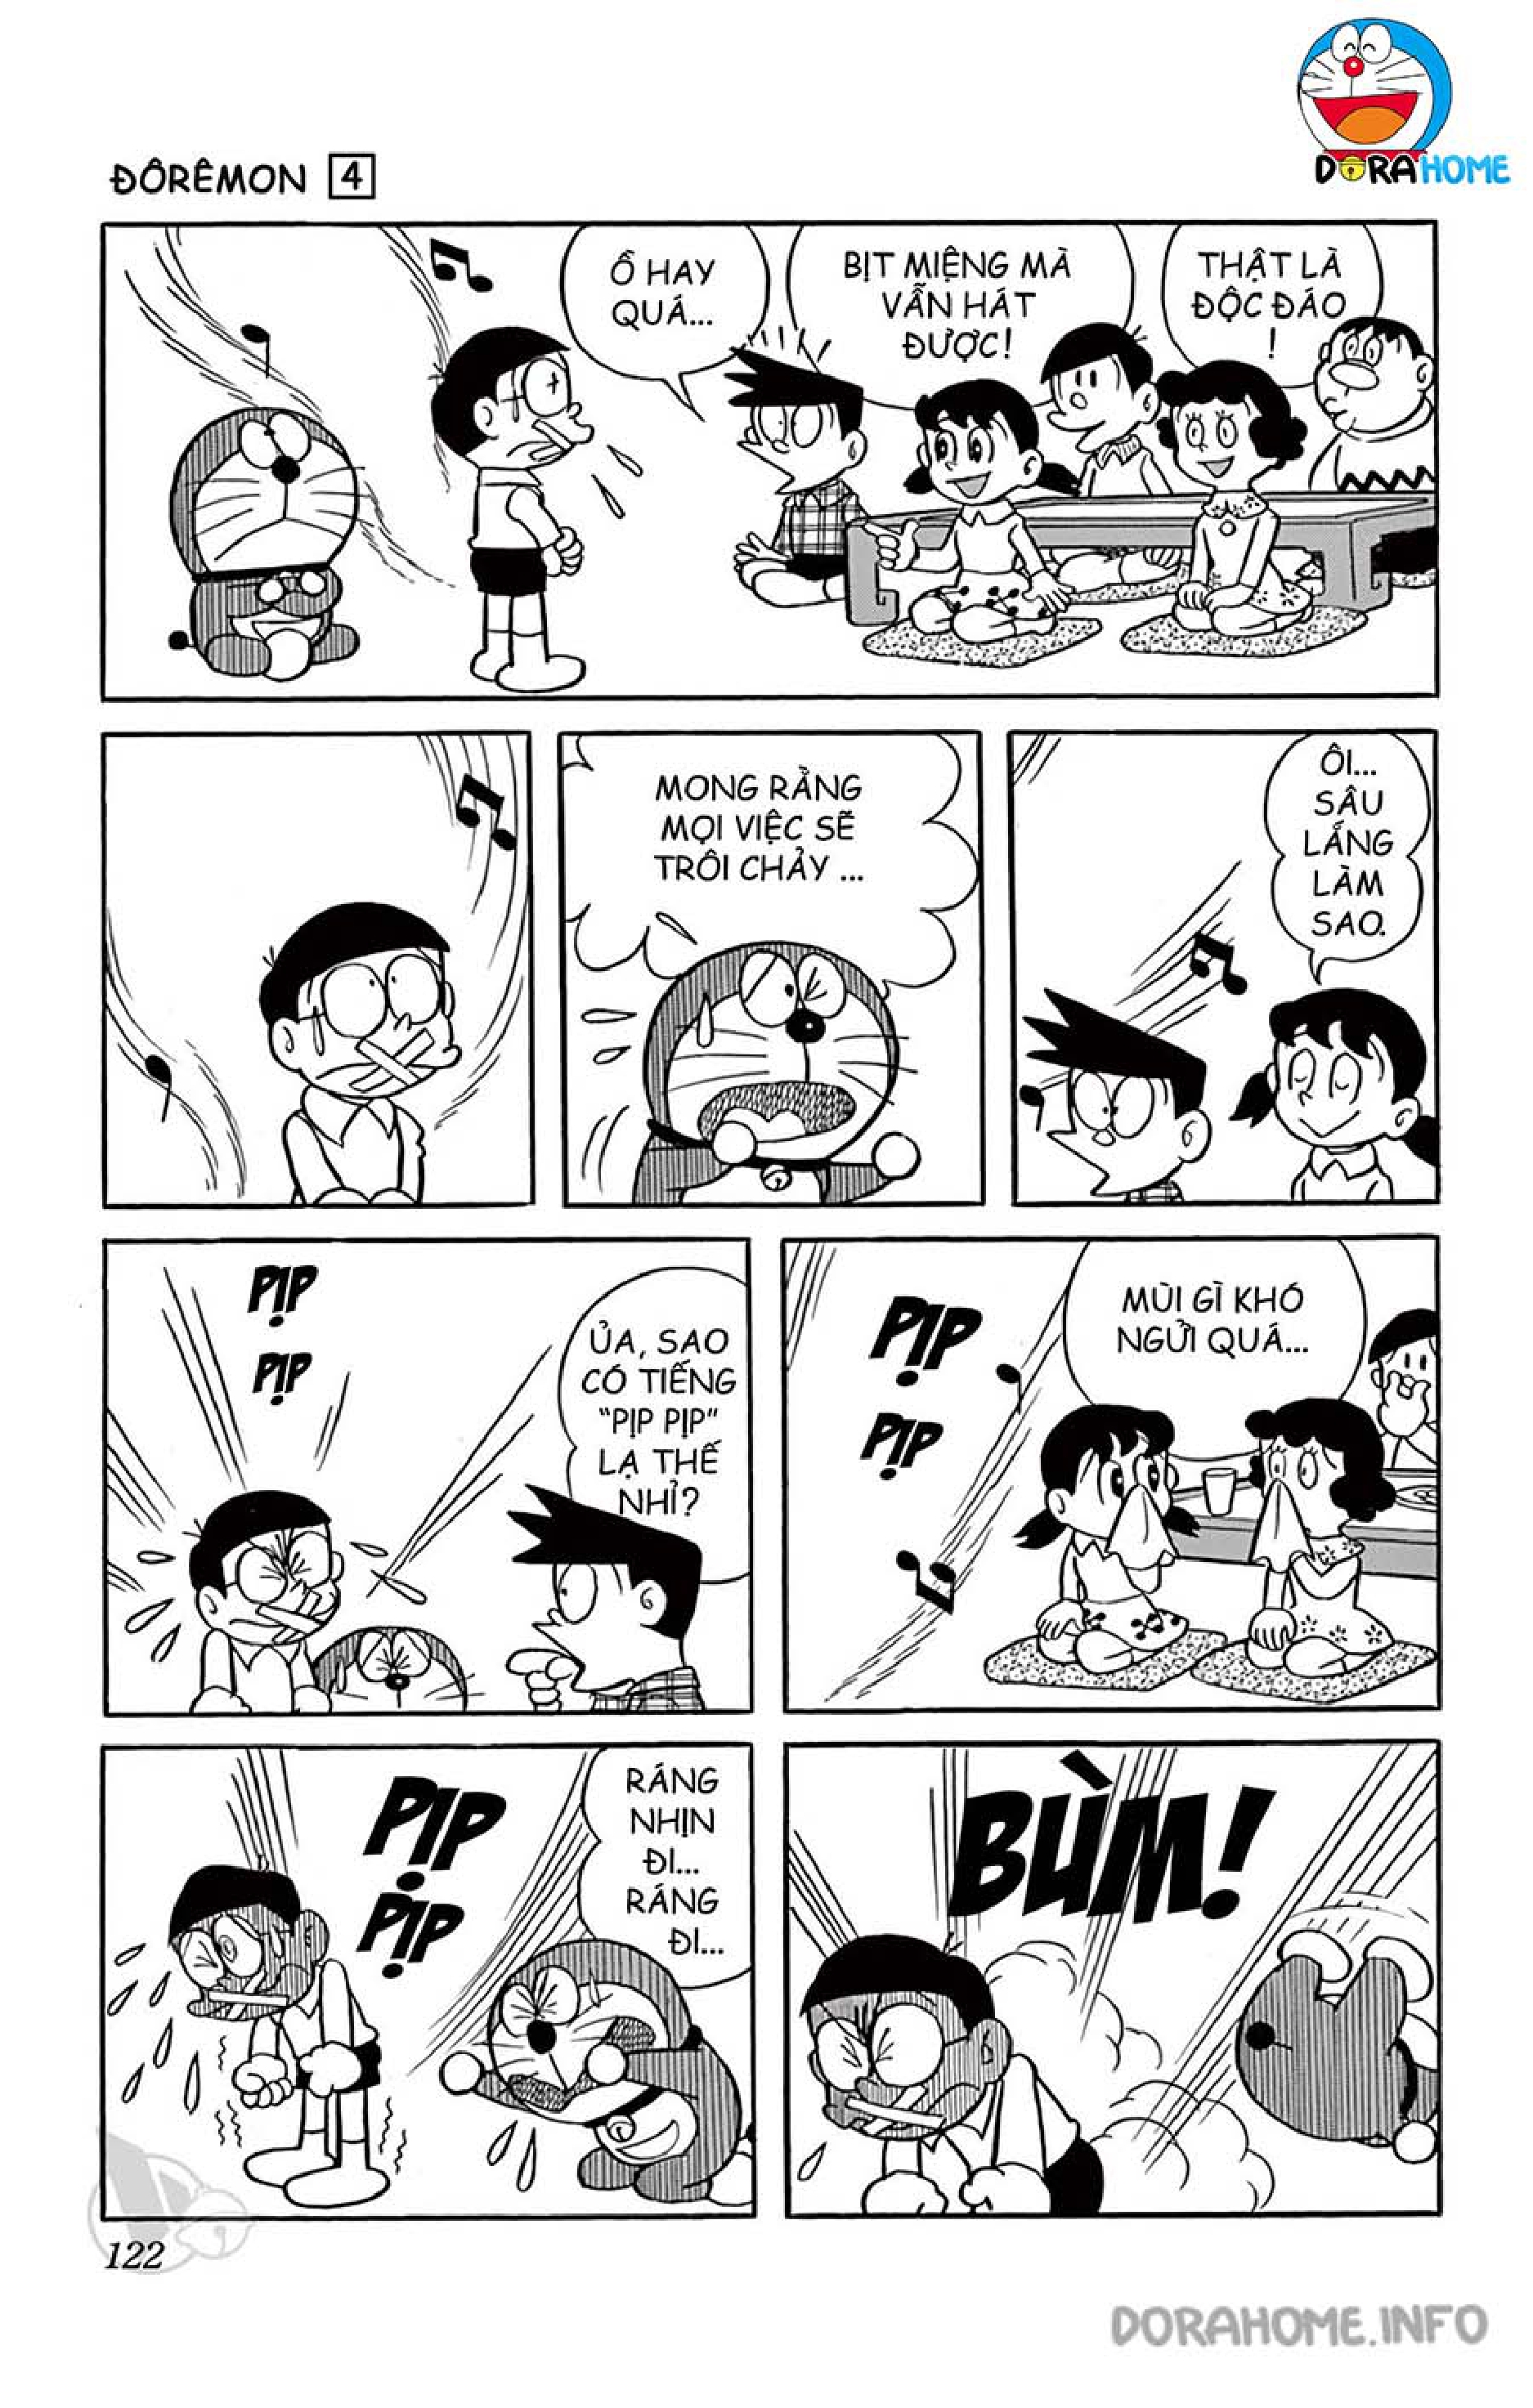 DORAHOME
ĐÔRÊMON 4
Ồ HAY
QUÁ...
BỊT MIỆNG MÀ
VẪN HÁT
ĐƯỢC!
THẬT LÀ
ĐỘC ĐÁO
!
MONG RẰNG
MỌI VIỆC SẼ
TRÔI CHẢY ...
ÔI...
SÂU
LẮNG
LÀM
SAO.
PỊP
PỊP
ỦA, SAO
CÓ TIẾNG
"PỊP PỊP"
LẠ THẾ
NHỈ?
PỊP
PỊP
MÙI GÌ KHÓ
NGỬI QUÁ...
PỊP
PỊP
RÁNG
NHỊN
ĐI...
RÁNG
ĐI...
BÙM!
122
DORAHOME.INFO